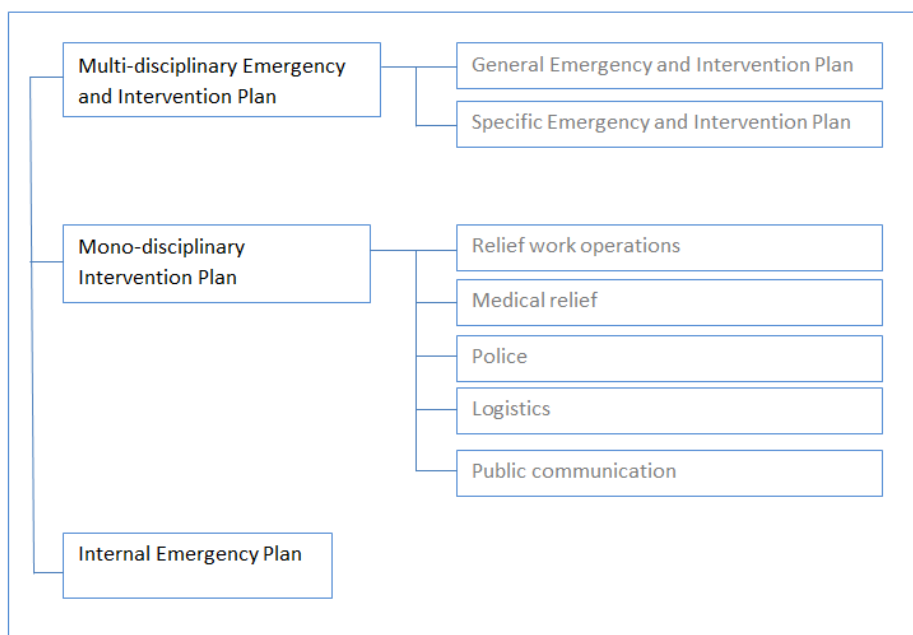 Multi-disciplinary Emergency
and Intervention Plan
General Emergency and Intervention Plan
Specific Emergency and Intervention Plan
Mono-disciplinary
Intervention Plan
Relief work operations
Medical relief
Police
Logistics
Public communication
Internal Emergency Plan